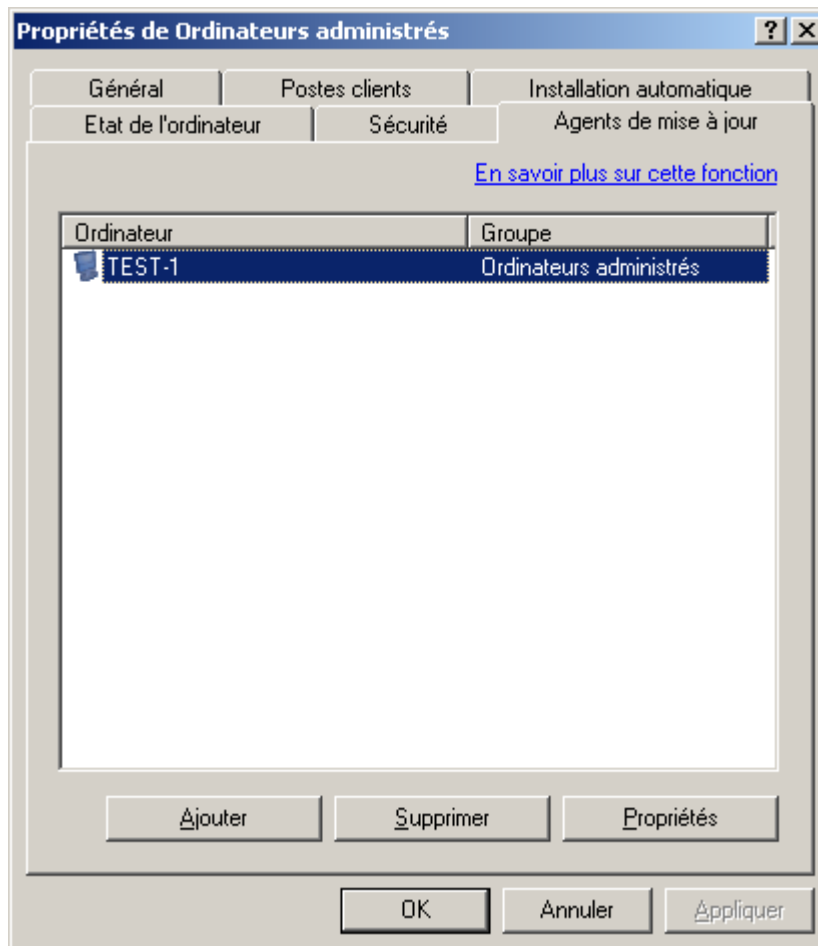 Propriétés de Ordinateurs administrés
Général Postes clients Installation automatique
Etat de l'ordinateur Sécurité Agents de mise à jour
En savoir plus sur cette fonction
Ordinateur Groupe
TEST-1 Ordinateurs administrés
Ajouter Supprimer Propriétés
OK Annuler Appliquer